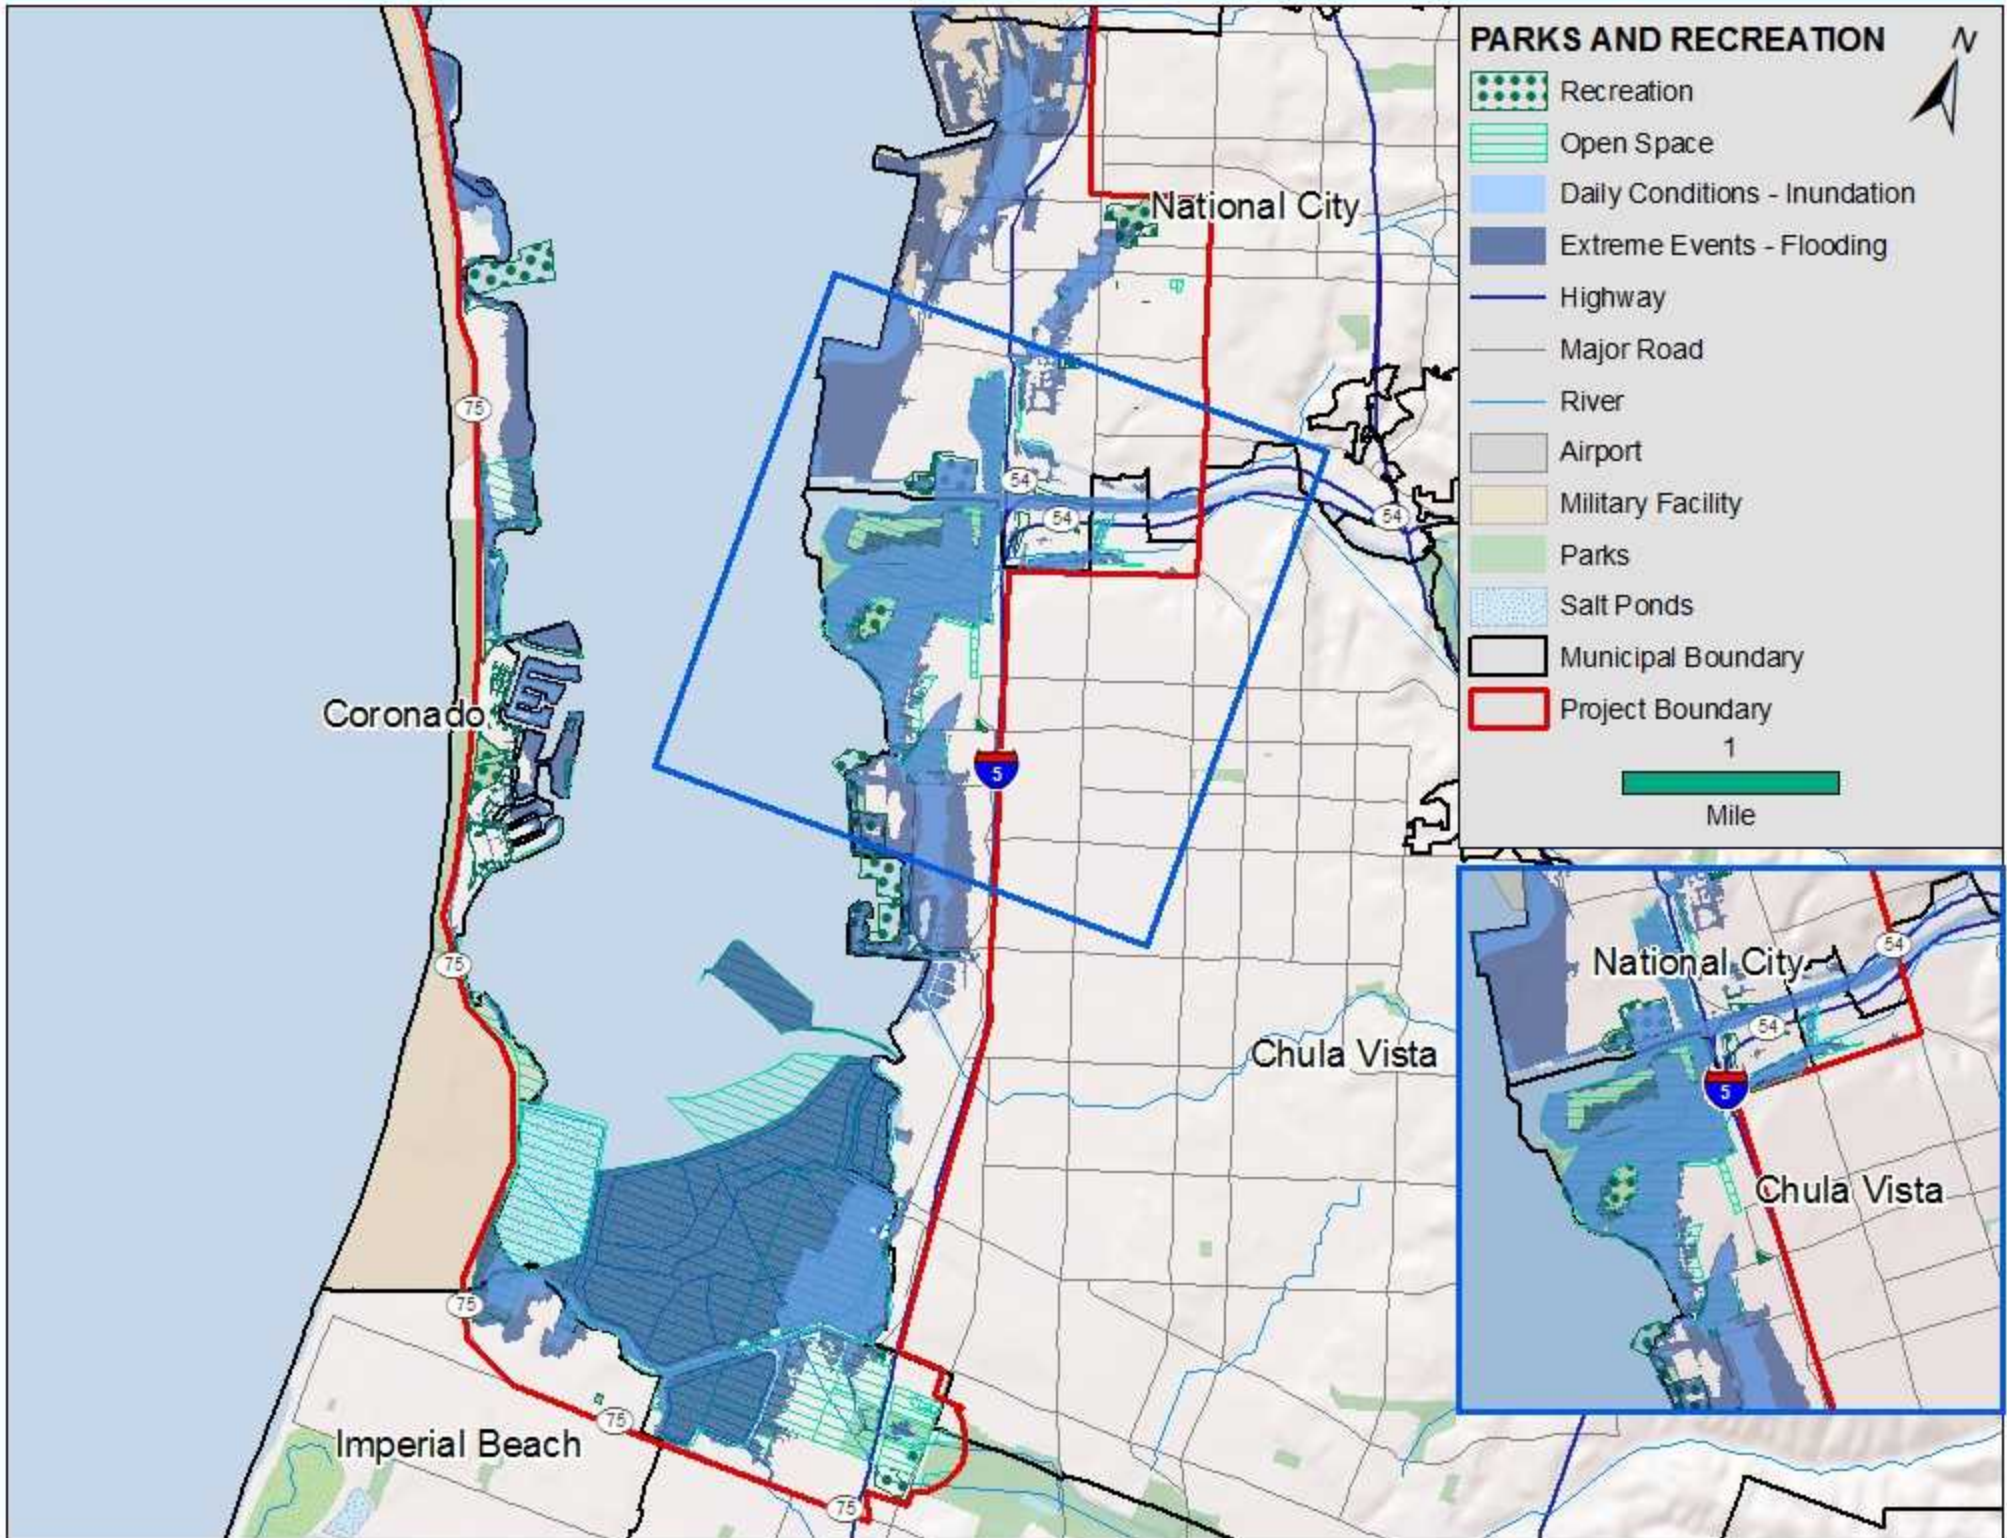 PARKS AND RECREATION
N
Recreation
Open Space
Daily Conditions - Inundation
Extreme Events - Flooding
Highway
Major Road
River
Airport
Military Facility
Parks
Salt Ponds
Municipal Boundary
Project Boundary
1
Mile
National City
75
54
54
54
Coronado
5
75
Chula Vista
75
75
Imperial Beach
75
National City
54
54
5
Chula Vista